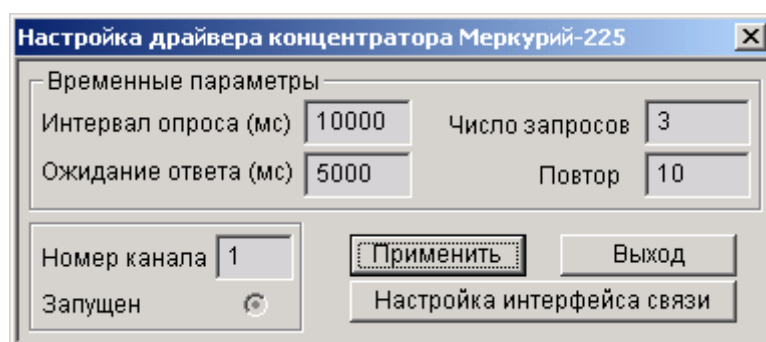 Настройка драйвера концентратора Меркурий-225
Временные параметры
Интервал опроса (мс) 10000 Число запросов 3
Ожидание ответа (мс) 5000 Повтор 10
Номер канала 1 Применить Выход
Запущен Настройка интерфейса связи